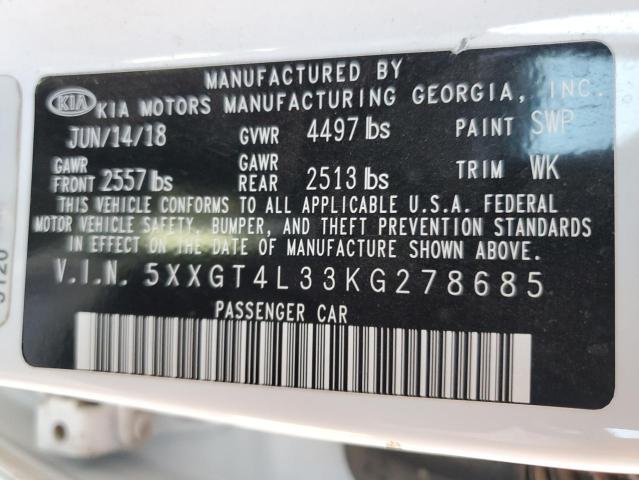 MANUFACTURED BY
KIA KIA MOTORS MANUFACTURING GEORGIA, INC.
JUN/14/18 GVWR 4497 lbs PAINT SWP
GAWR FRONT 2557 lbs GAWR REAR 2513 lbs TRIM WK
THIS VEHICLE CONFORMS TO ALL APPLICABLE U.S.A. FEDERAL
MOTOR VEHICLE SAFETY, BUMPER, AND THEFT PREVENTION STANDARDS
IN EFFECT ON THE DATE OF MANUFACTURE SHOWN ABOVE.
V.I.N. 5XXGT4L33KG278685
PASSENGER CAR